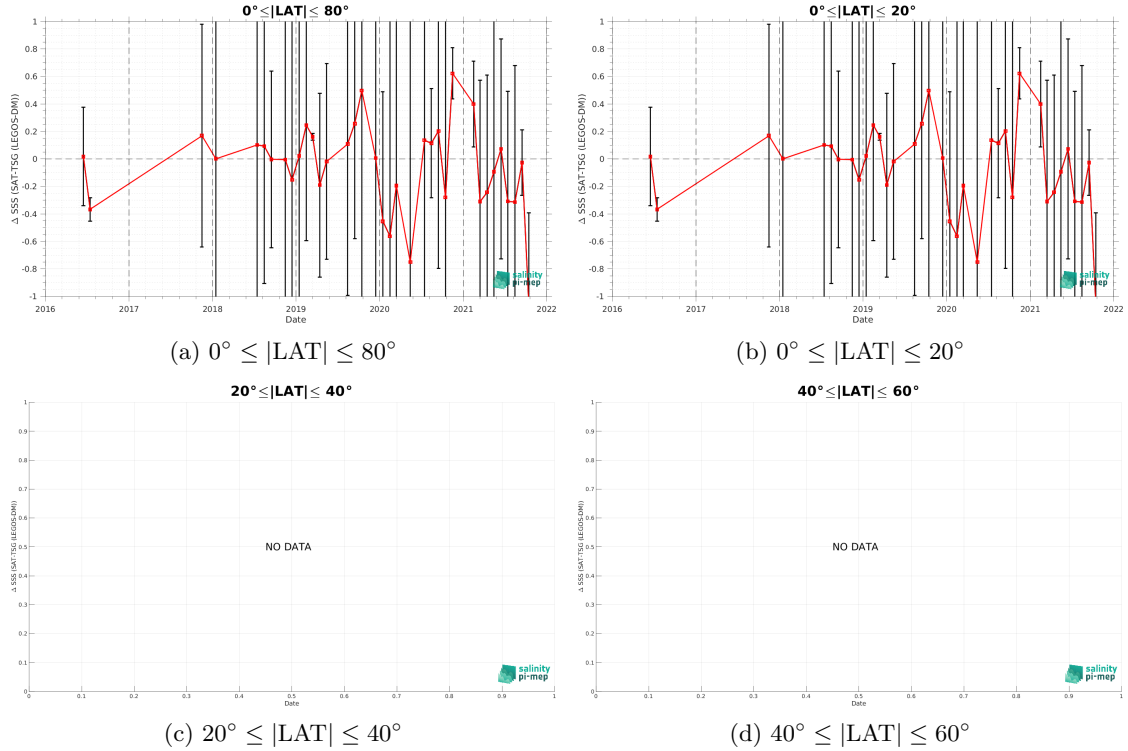 0°≤|LAT|≤ 80°
Δ SSS (SAT-TSG (LEGOS-DM))
1
0.8
0.6
0.4
0.2
0
-0.2
-0.4
-0.6
-0.8
-1
2016 2017 2018 2019 2020 2021 2022
Date
salinity
pi-mep
(a) 0° ≤ |LAT| ≤ 80°
0°≤|LAT|≤ 20°
Δ SSS (SAT-TSG (LEGOS-DM))
1
0.8
0.6
0.4
0.2
0
-0.2
-0.4
-0.6
-0.8
-1
2016 2017 2018 2019 2020 2021 2022
Date
salinity
pi-mep
(b) 0° ≤ |LAT| ≤ 20°
20°≤|LAT|≤ 40°
Δ SSS (SAT-TSG (LEGOS-DM))
1
0.9
0.8
0.7
0.6
0.5
0.4
0.3
0.2
0.1
0
NO DATA
0 0.1 0.2 0.3 0.4 0.5 0.6 0.7 0.8 0.9 1
Date
salinity
pi-mep
(c) 20° ≤ |LAT| ≤ 40°
40°≤|LAT|≤ 60°
Δ SSS (SAT-TSG (LEGOS-DM))
1
0.9
0.8
0.7
0.6
0.5
0.4
0.3
0.2
0.1
0
NO DATA
0 0.1 0.2 0.3 0.4 0.5 0.6 0.7 0.8 0.9 1
Date
salinity
pi-mep
(d) 40° ≤ |LAT| ≤ 60°